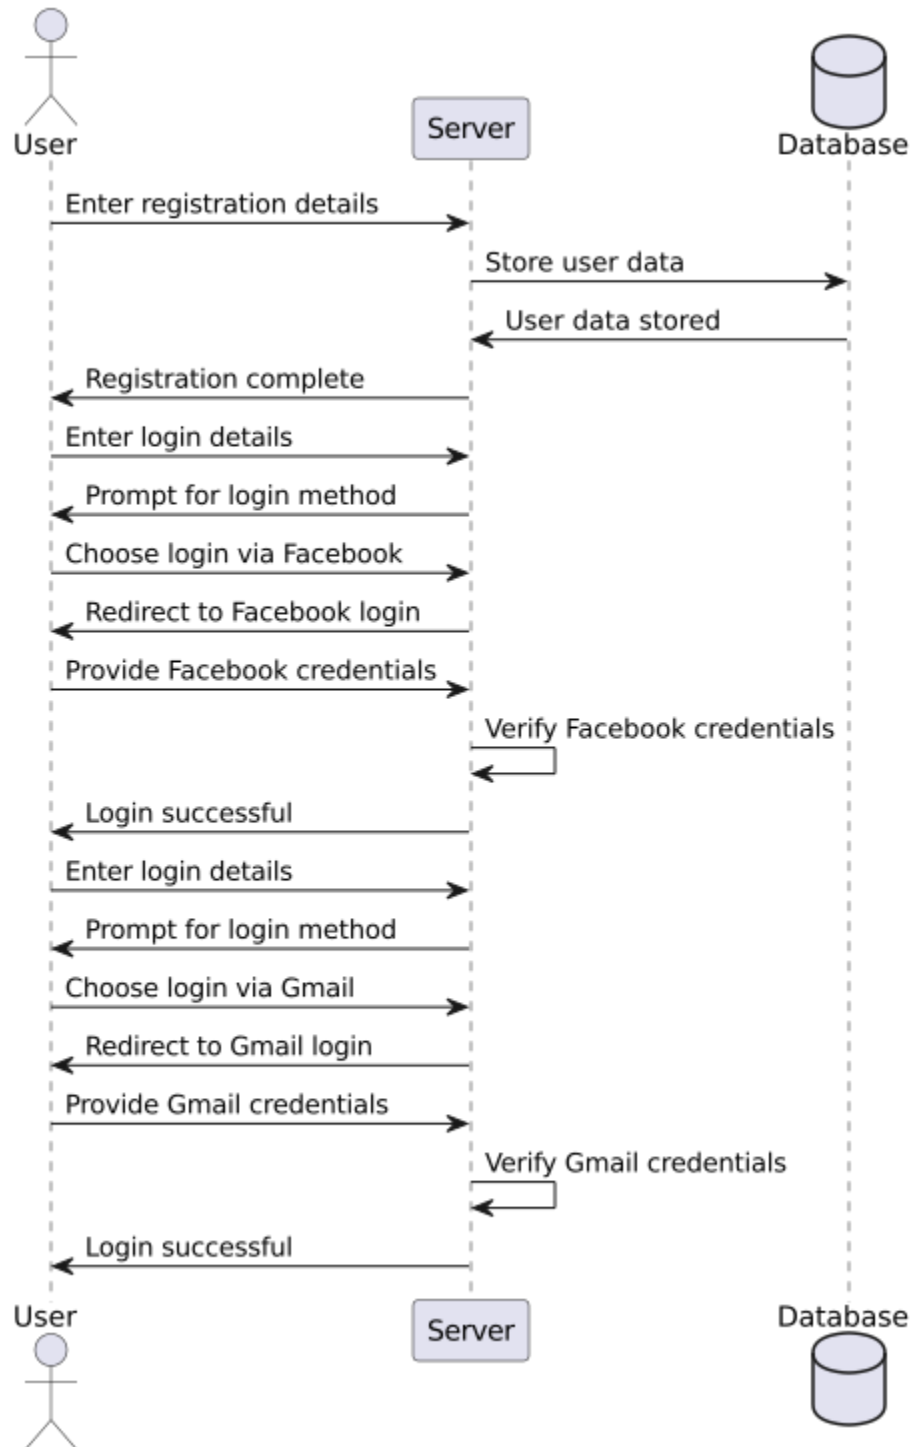 User
Server
Database
Enter registration details
Store user data
User data stored
Registration complete
Enter login details
Prompt for login method
Choose login via Facebook
Redirect to Facebook login
Provide Facebook credentials
Verify Facebook credentials
Login successful
Enter login details
Prompt for login method
Choose login via Gmail
Redirect to Gmail login
Provide Gmail credentials
Verify Gmail credentials
Login successful
User
Server
Database